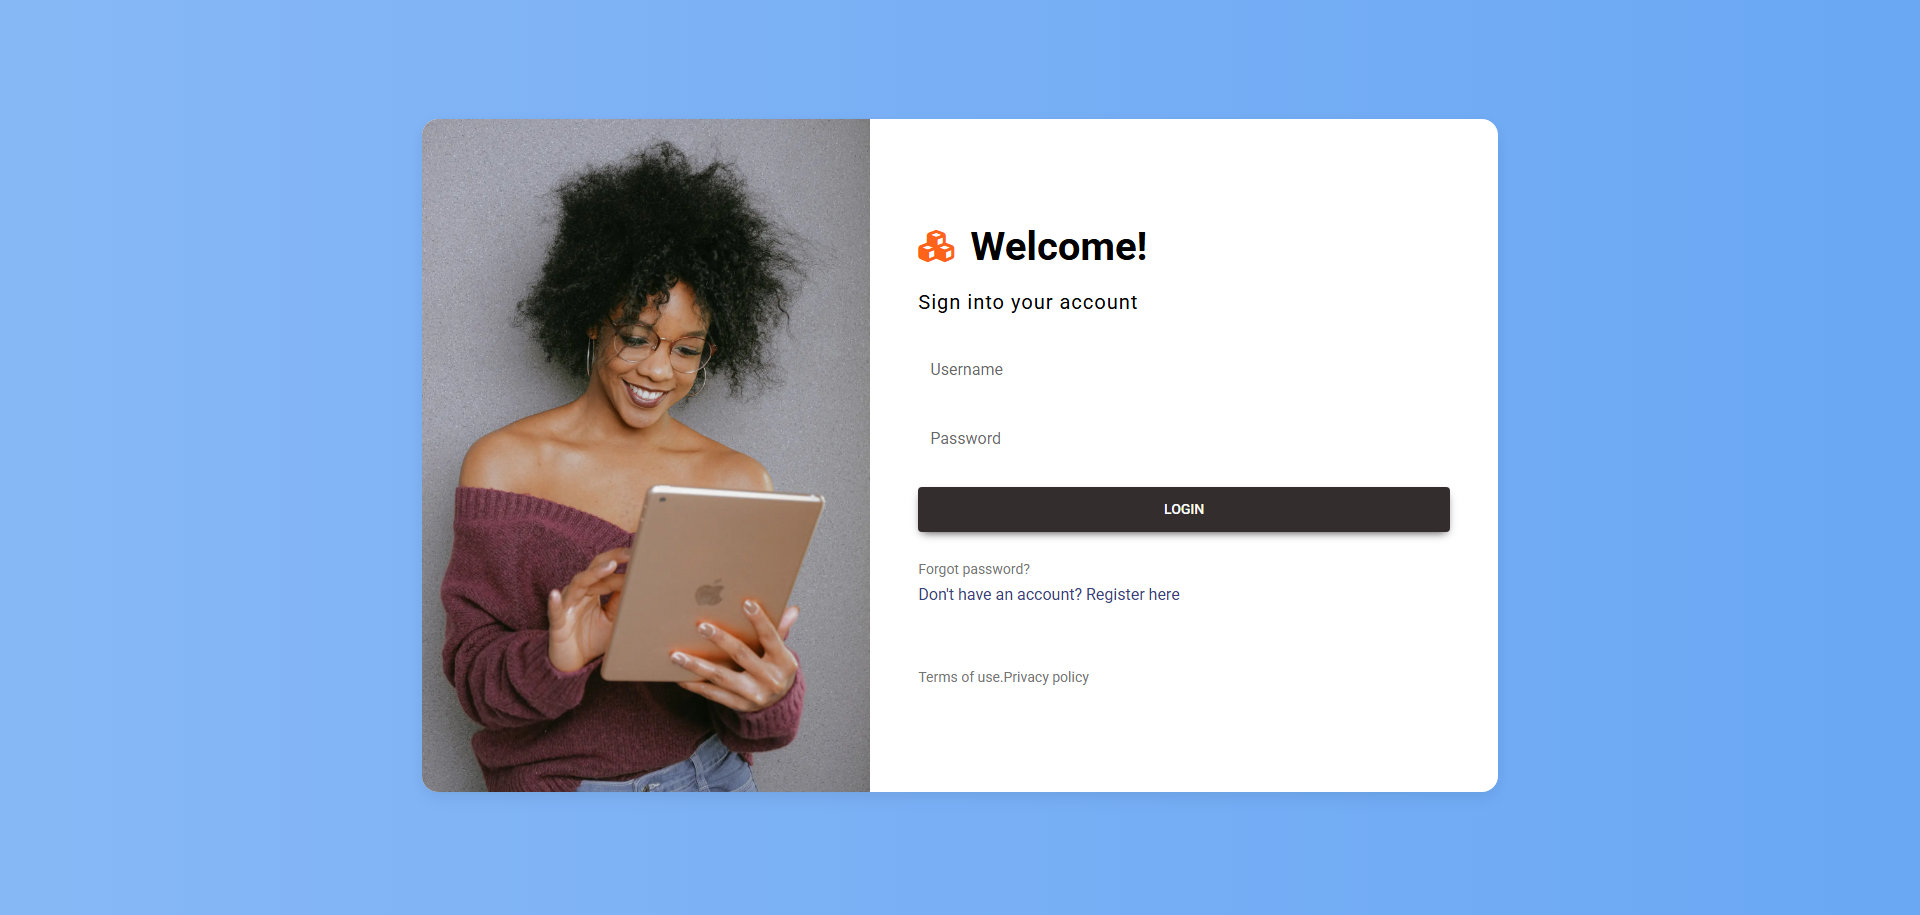 Welcome!
Sign into your account
Username
Password
LOGIN
Forgot password?
Don't have an account? Register here
Terms of use.Privacy policy